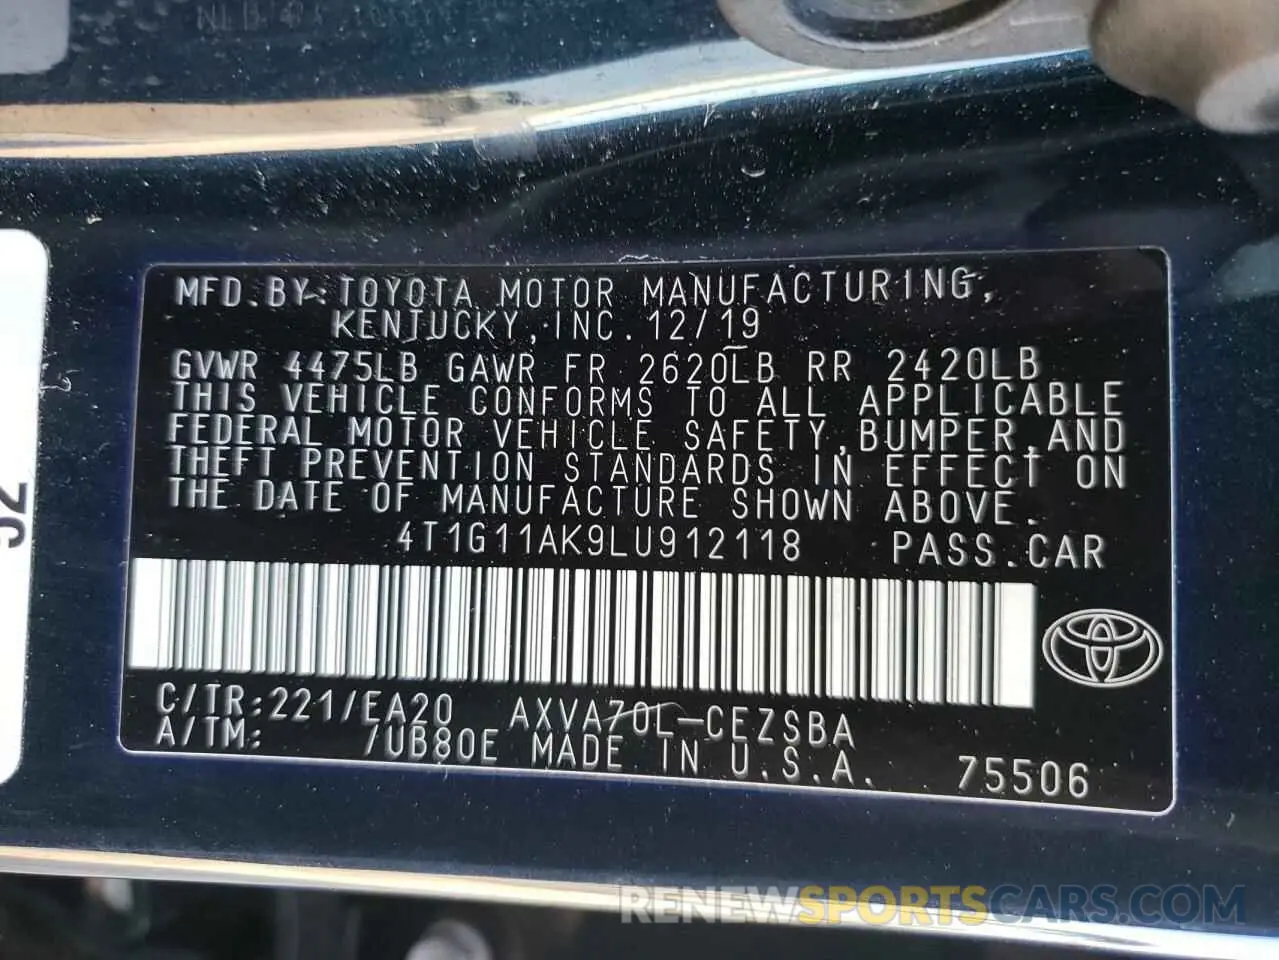 MFD.BY:TOYOTA MOTOR MANUFACTURING,
KENTUCKY, INC. 12/19
GVWR 4475LB GAWR FR 2620LB RR 2420LB
THIS VEHICLE CONFORMS TO ALL APPLICABLE
FEDERAL MOTOR VEHICLE SAFETY,BUMPER,AND
THEFT PREVENTION STANDARDS IN EFFECT ON
THE DATE OF MANUFACTURE SHOWN ABOVE.
4T1G11AK9LU912118 PASS.CAR
C/TR:221/EA20 AXVA70L-CEZSBA
A/TM: /UB80E MADE IN U.S.A. 75506
RENEWSPORTSCARS.COM